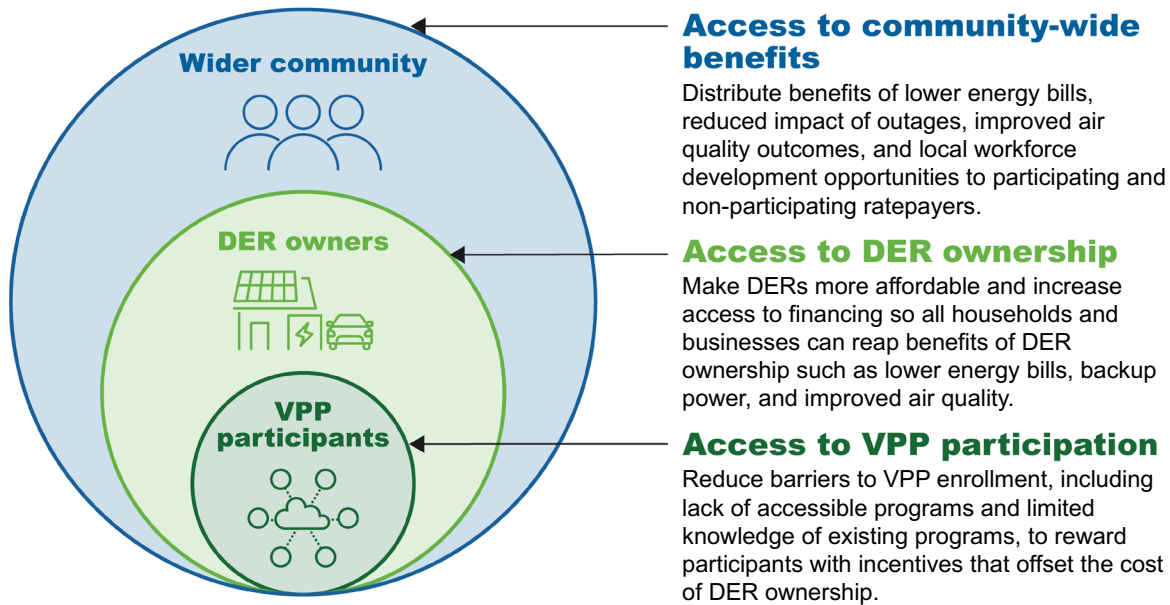 Wider community
DER owners
VPP
participants
Access to community-wide
benefits
Distribute benefits of lower energy bills,
reduced impact of outages, improved air
quality outcomes, and local workforce
development opportunities to participating and
non-participating ratepayers.
Access to DER ownership
Make DERs more affordable and increase
access to financing so all households and
businesses can reap benefits of DER
ownership such as lower energy bills, backup
power, and improved air quality.
Access to VPP participation
Reduce barriers to VPP enrollment, including
lack of accessible programs and limited
knowledge of existing programs, to reward
participants with incentives that offset the cost
of DER ownership.